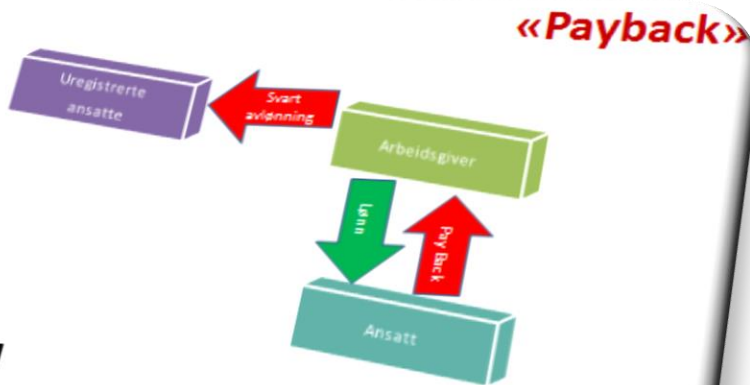 «Payback»
Uregistrerte
ansatte
Svart
avlønning
Arbeidsgiver
Lønn
Pay Back
Ansatt